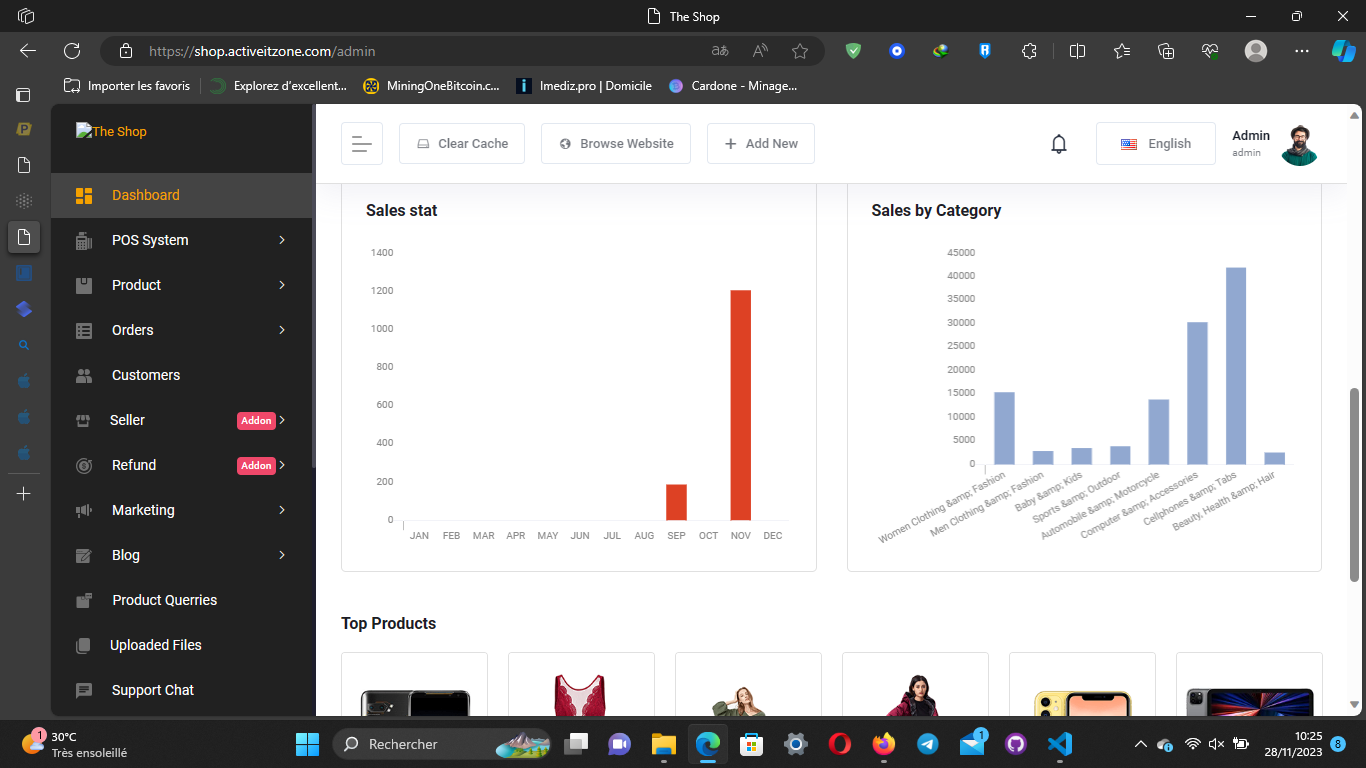 The Shop
https://shop.activeitzone.com/admin
Importer les favoris
Explorez d'excellent...
MiningOneBitcoin.c...
Imediz.pro | Domicile
Cardone - Minage...
The Shop
Clear Cache
Browse Website
Add New
English
Admin
admin
Dashboard
POS System
Product
Orders
Customers
Seller Addon
Refund Addon
Marketing
Blog
Product Querries
Uploaded Files
Support Chat
Sales stat
1400
1200
1000
800
600
400
200
0
JAN FEB MAR APR MAY JUN JUL AUG SEP OCT NOV DEC
Sales by Category
45000
40000
35000
30000
25000
20000
15000
10000
5000
0
Women Clothing &amp; Fashion
Men Clothing &amp; Fashion
Baby &amp; Kids
Sports &amp; Outdoor
Automobile &amp; Motorcycle
Computer &amp; Accessories
Cellphones &amp; Tabs
Beauty, Health &amp; Hair
Top Products
1
30°C
Très ensoleillé
Rechercher
1
10:25
28/11/2023
8